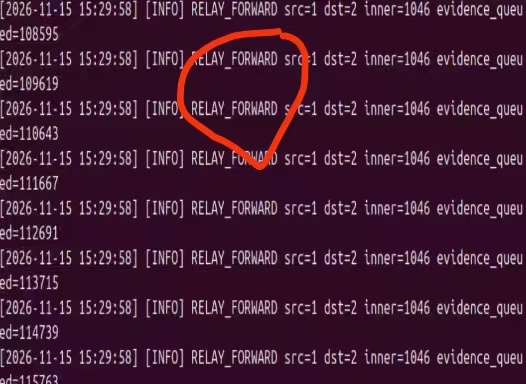 [2026-11-15 15:29:58] [INFO] RELAY_FORWARD src=1 dst=2 inner=1046 evidence_queu
ed=108595
[2026-11-15 15:29:58] [INFO] RELAY_FORWARD src=1 dst=2 inner=1046 evidence_queu
ed=109619
[2026-11-15 15:29:58] [INFO] RELAY_FORWARD src=1 dst=2 inner=1046 evidence_queu
ed=110643
[2026-11-15 15:29:58] [INFO] RELAY_FORWARD src=1 dst=2 inner=1046 evidence_queu
ed=111667
[2026-11-15 15:29:58] [INFO] RELAY_FORWARD src=1 dst=2 inner=1046 evidence_queu
ed=112691
[2026-11-15 15:29:58] [INFO] RELAY_FORWARD src=1 dst=2 inner=1046 evidence_queu
ed=113715
[2026-11-15 15:29:58] [INFO] RELAY_FORWARD src=1 dst=2 inner=1046 evidence_queu
ed=114739
[2026-11-15 15:29:58] [INFO] RELAY_FORWARD src=1 dst=2 inner=1046 evidence_queu
ed=115763